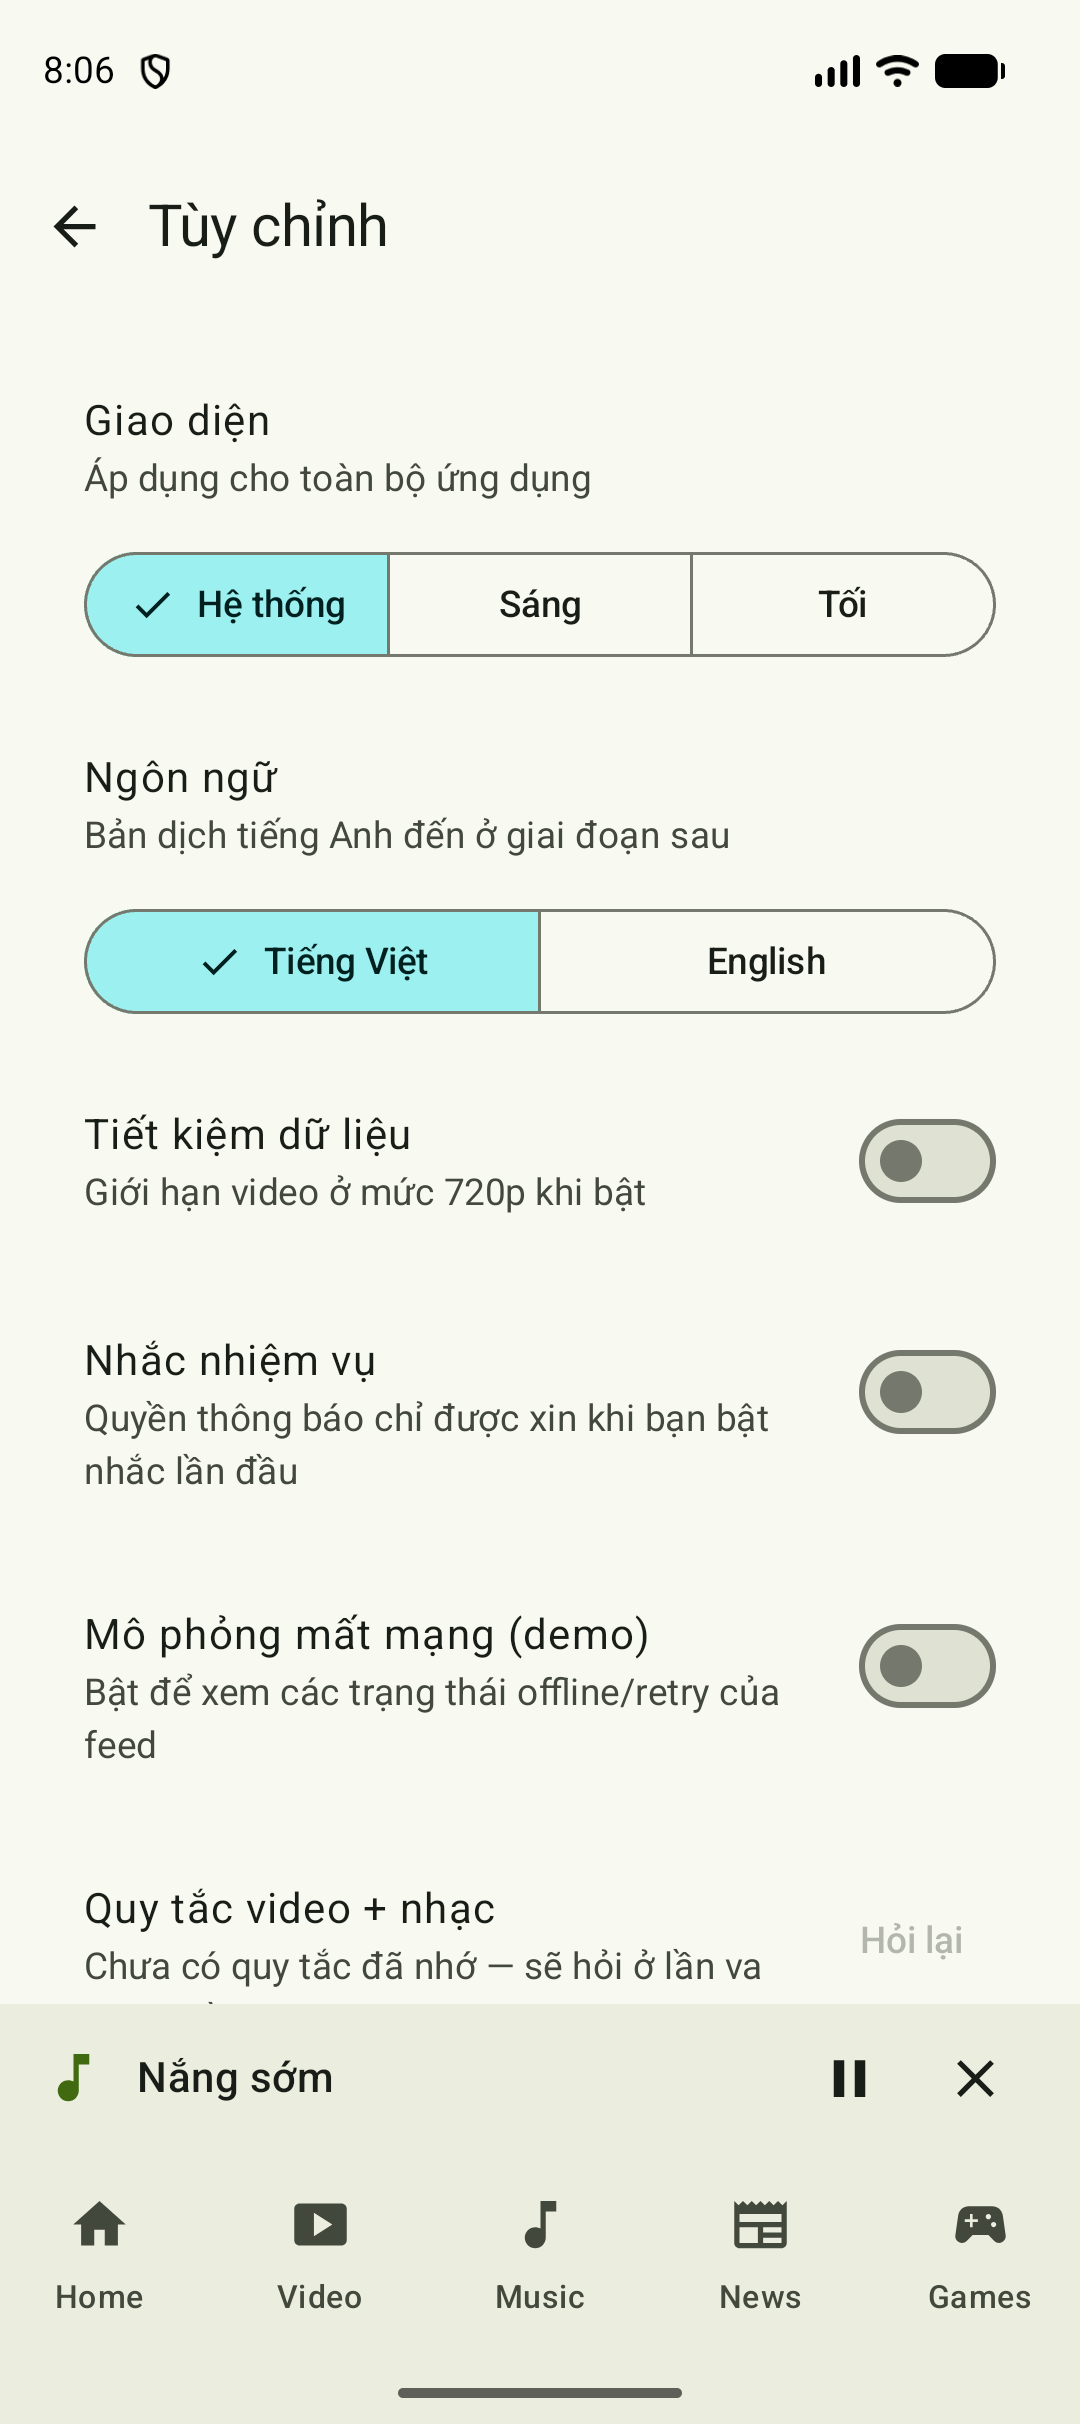 8:06
Tùy chỉnh
Giao diện
Áp dụng cho toàn bộ ứng dụng
Hệ thống
Sáng
Tối
Ngôn ngữ
Bản dịch tiếng Anh đến ở giai đoạn sau
Tiếng Việt
English
Tiết kiệm dữ liệu
Giới hạn video ở mức 720p khi bật
Nhắc nhiệm vụ
Quyền thông báo chỉ được xin khi bạn bật
nhắc lần đầu
Mô phỏng mất mạng (demo)
Bật để xem các trạng thái offline/retry của
feed
Quy tắc video + nhạc
Chưa có quy tắc đã nhớ — sẽ hỏi ở lần va
Hỏi lại
Nắng sớm
Home
Video
Music
News
Games